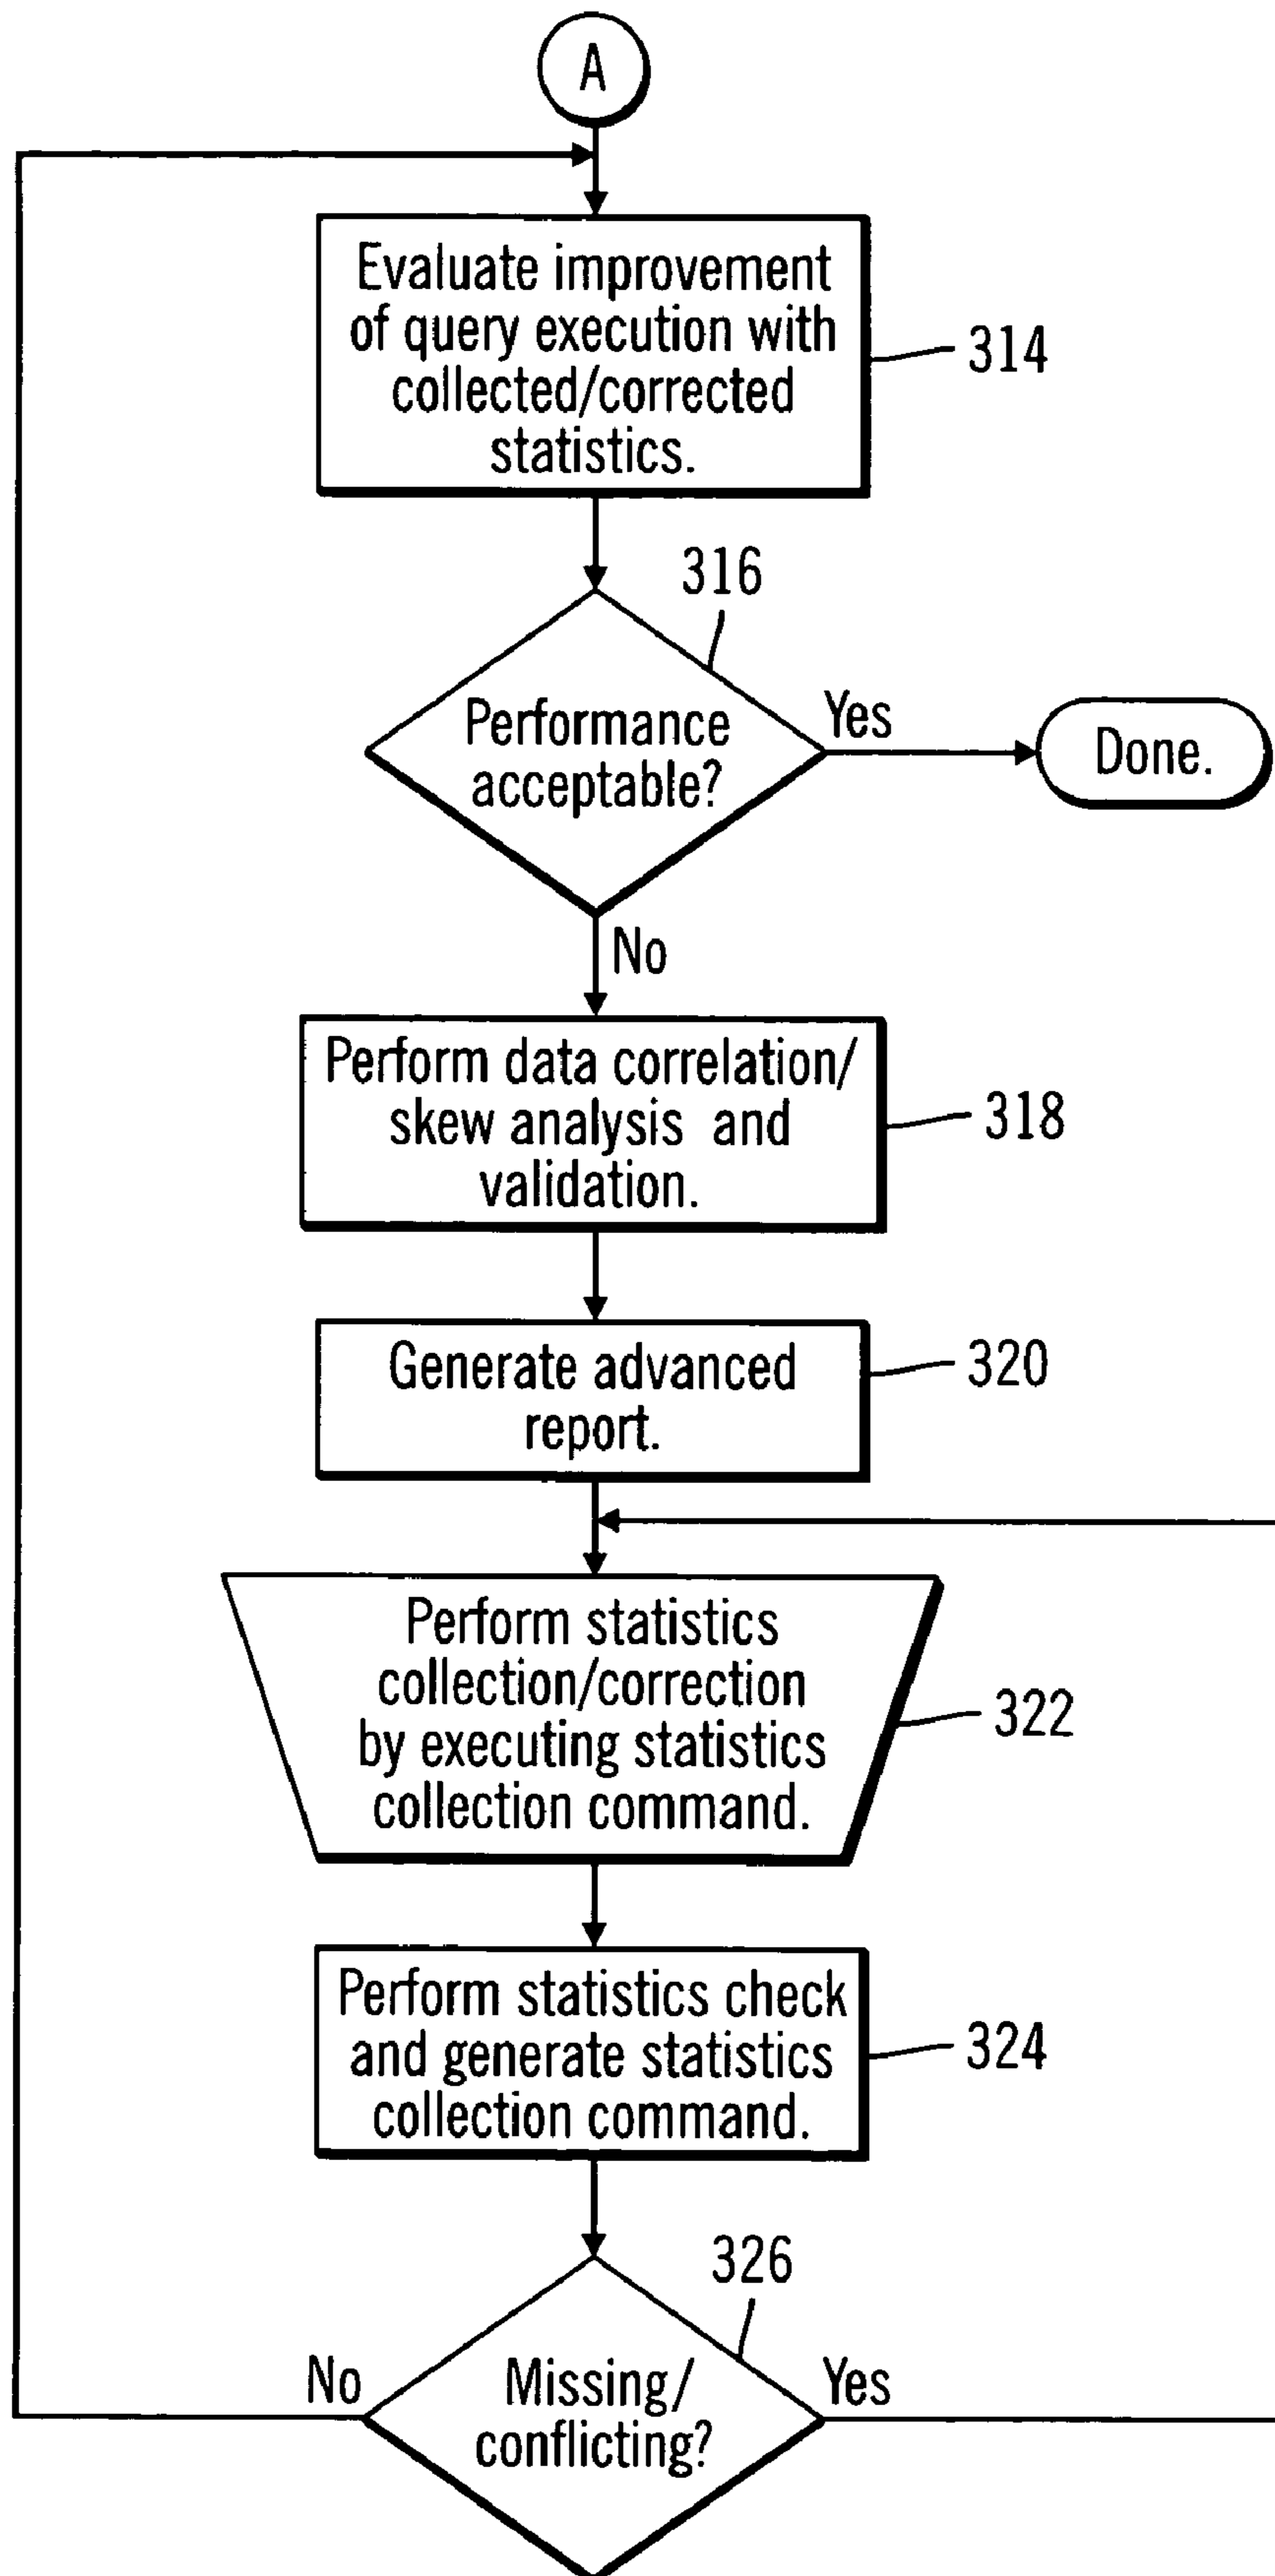 A
Evaluate improvement
of query execution with
collected/corrected
statistics.
314
316
Performance
acceptable?
Yes
Done.
No
Perform data correlation/
skew analysis and
validation.
318
Generate advanced
report.
320
Perform statistics
collection/correction
by executing statistics
collection command.
322
Perform statistics check
and generate statistics
collection command.
324
326
No
Missing/
conflicting?
Yes